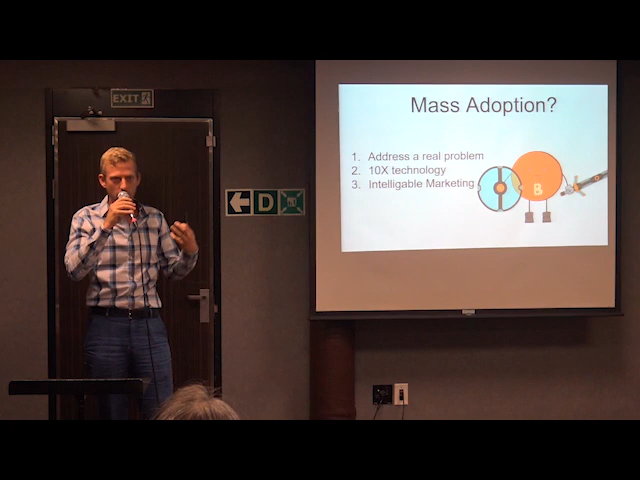 EXIT
D
Mass Adoption?
1. Address a real problem
2. 10X technology
3. Intelligable Marketing
B